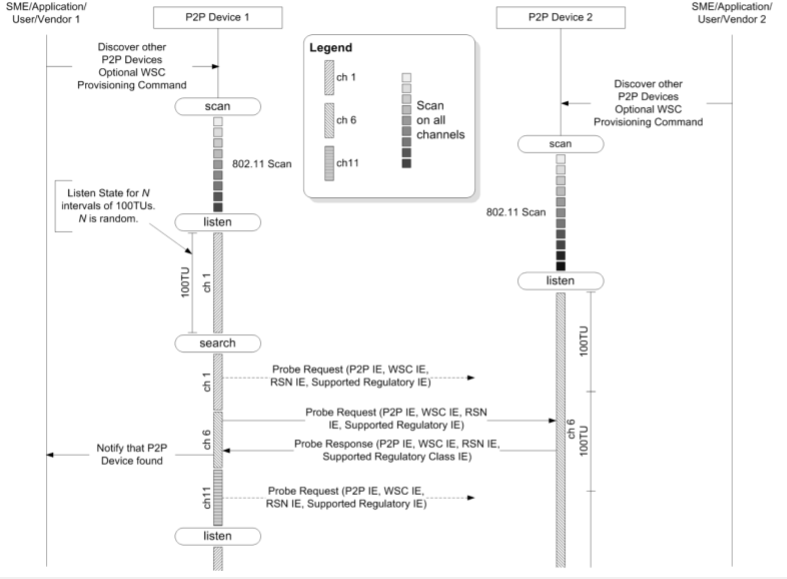 SME/Application/
User/Vendor 1
P2P Device 1
P2P Device 2
SME/Application/
User/Vendor 2
Discover other
P2P Devices
Optional WSC
Provisioning Command
Legend
ch 1
ch 6
ch11
Scan
on all
channels
Discover other
P2P Devices
Optional WSC
Provisioning Command
scan
802.11 Scan
scan
802.11 Scan
Listen State for N
intervals of 100TUs.
N is random.
listen
100TU
ch 1
listen
search
ch 1
Probe Request (P2P IE, WSC IE,
RSN IE, Supported Regulatory IE)
100TU
Probe Request (P2P IE, WSC IE, RSN
IE, Supported Regulatory IE)
ch 6
ch 6
100TU
Probe Response (P2P IE, WSC IE, RSN IE,
Supported Regulatory Class IE)
Notify that P2P
Device found
ch11
Probe Request (P2P IE, WSC IE,
RSN IE, Supported Regulatory IE)
listen